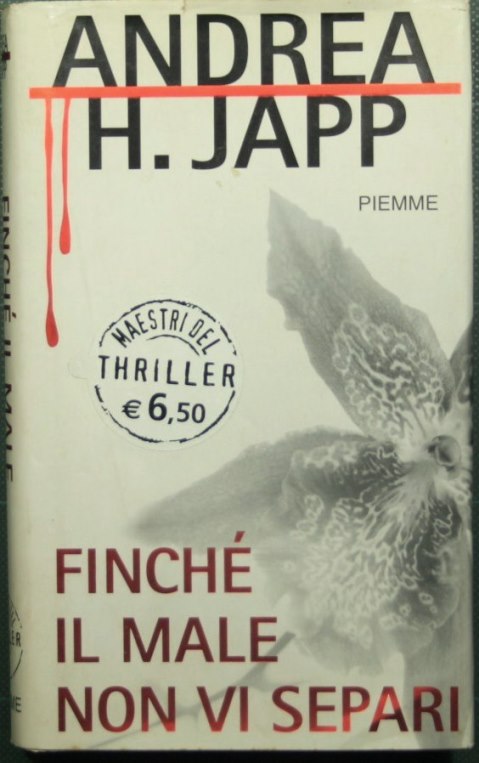 ANDREA
H. JAPP
PIEMME
MAESTRI DEL
THRILLER
€ 6,50
FINCHÉ
IL MALE
NON VI SEPARI
FINCHÉ IL MALE